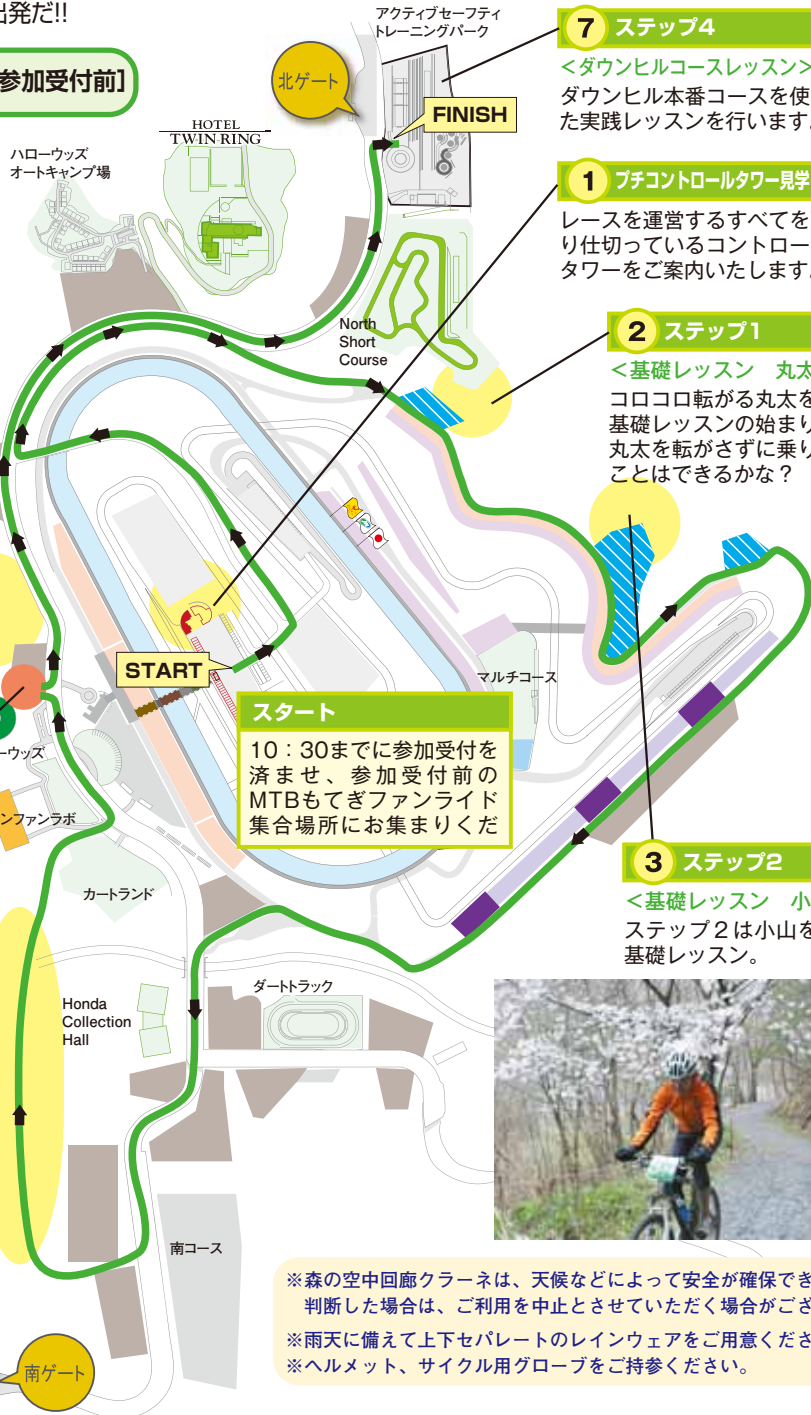 出発だ!!
参加受付前]
アクティブセーフティ
トレーニングパーク
北ゲート
FINISH
HOTEL
TWIN RING
ハローウッズ
オートキャンプ場
7 ステップ4
<ダウンヒルコースレッスン>
ダウンヒル本番コースを使
た実践レッスンを行います。
1 プチコントロールタワー見学
レースを運営するすべてを
り仕切っているコントロー
タワーをご案内いたします。
North
Short
Course
2 ステップ1
<基礎レッスン 丸太
コロコロ転がる丸太を
基礎レッスンの始まり
丸太を転がさずに乗り
ことはできるかな?
START
マルチコース
スタート
10:30までに参加受付を
済ませ、参加受付前の
MTBもてぎファンライド
集合場所にお集まりくだ
ーウッズ
ンファンラボ
カートランド
3 ステップ2
<基礎レッスン 小
ステップ2は小山を
基礎レッスン。
ダートトラック
Honda
Collection
Hall
南コース
南ゲート
※森の空中回廊クラーネは、天候などによって安全が確保でき
判断した場合は、ご利用を中止とさせていただく場合がござ
※雨天に備えて上下セパレートのレインウェアをご用意くださ
※ヘルメット、サイクル用グローブをご持参ください。